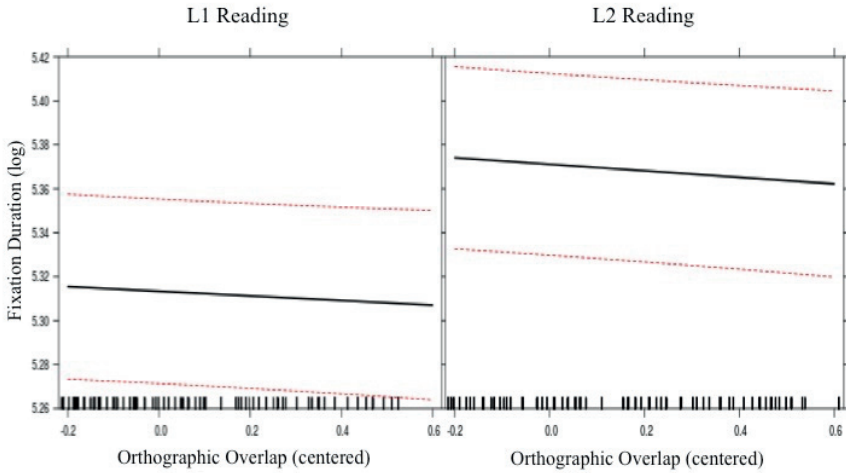 L1 Reading
L2 Reading
Fixation Duration (log)
5.42
5.40
5.38
5.36
5.34
5.32
5.30
5.28
5.26
-0.2 0.0 0.2 0.4 0.6
-0.2 0.0 0.2 0.4 0.6
Orthographic Overlap (centered)
Orthographic Overlap (centered)